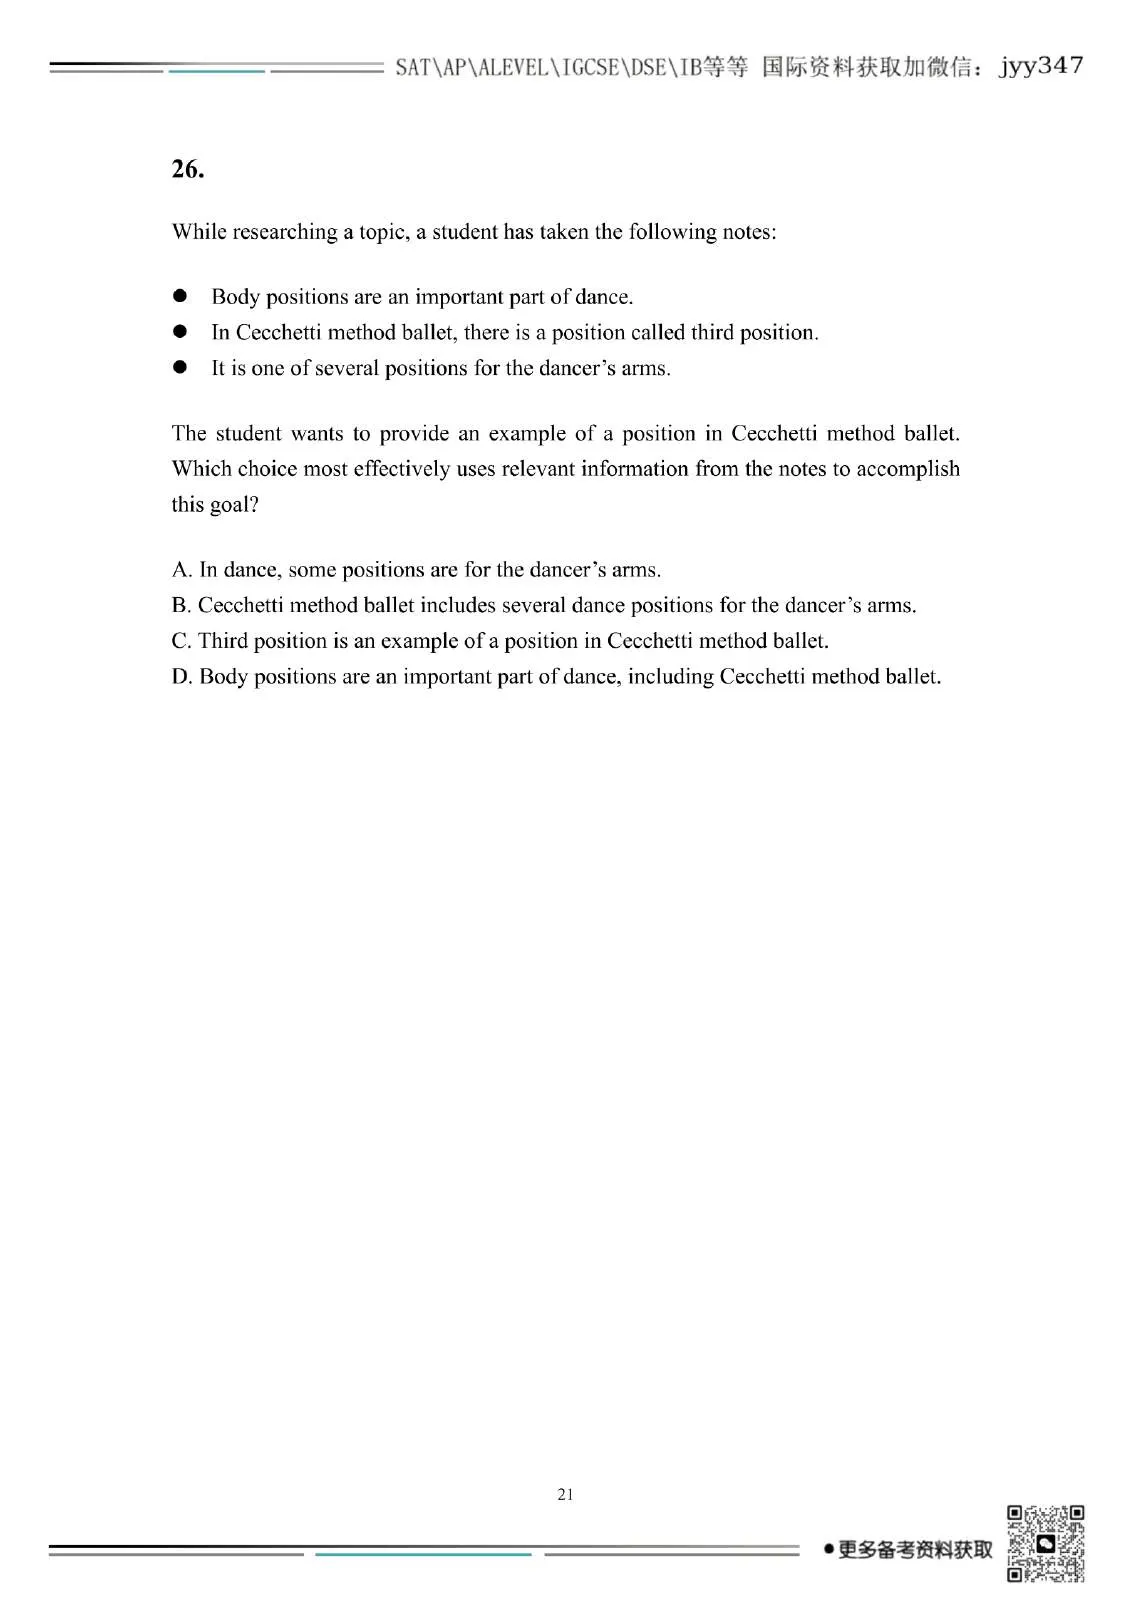 SAT\AP\ALEVEL\IGCSE\DSE\IB等等 国际资料获取加微信：jyy347
26.
While researching a topic, a student has taken the following notes:
● Body positions are an important part of dance.
● In Cecchetti method ballet, there is a position called third position.
● It is one of several positions for the dancer’s arms.
The student wants to provide an example of a position in Cecchetti method ballet.
Which choice most effectively uses relevant information from the notes to accomplish
this goal?
A. In dance, some positions are for the dancer’s arms.
B. Cecchetti method ballet includes several dance positions for the dancer’s arms.
C. Third position is an example of a position in Cecchetti method ballet.
D. Body positions are an important part of dance, including Cecchetti method ballet.
21
●更多备考资料获取